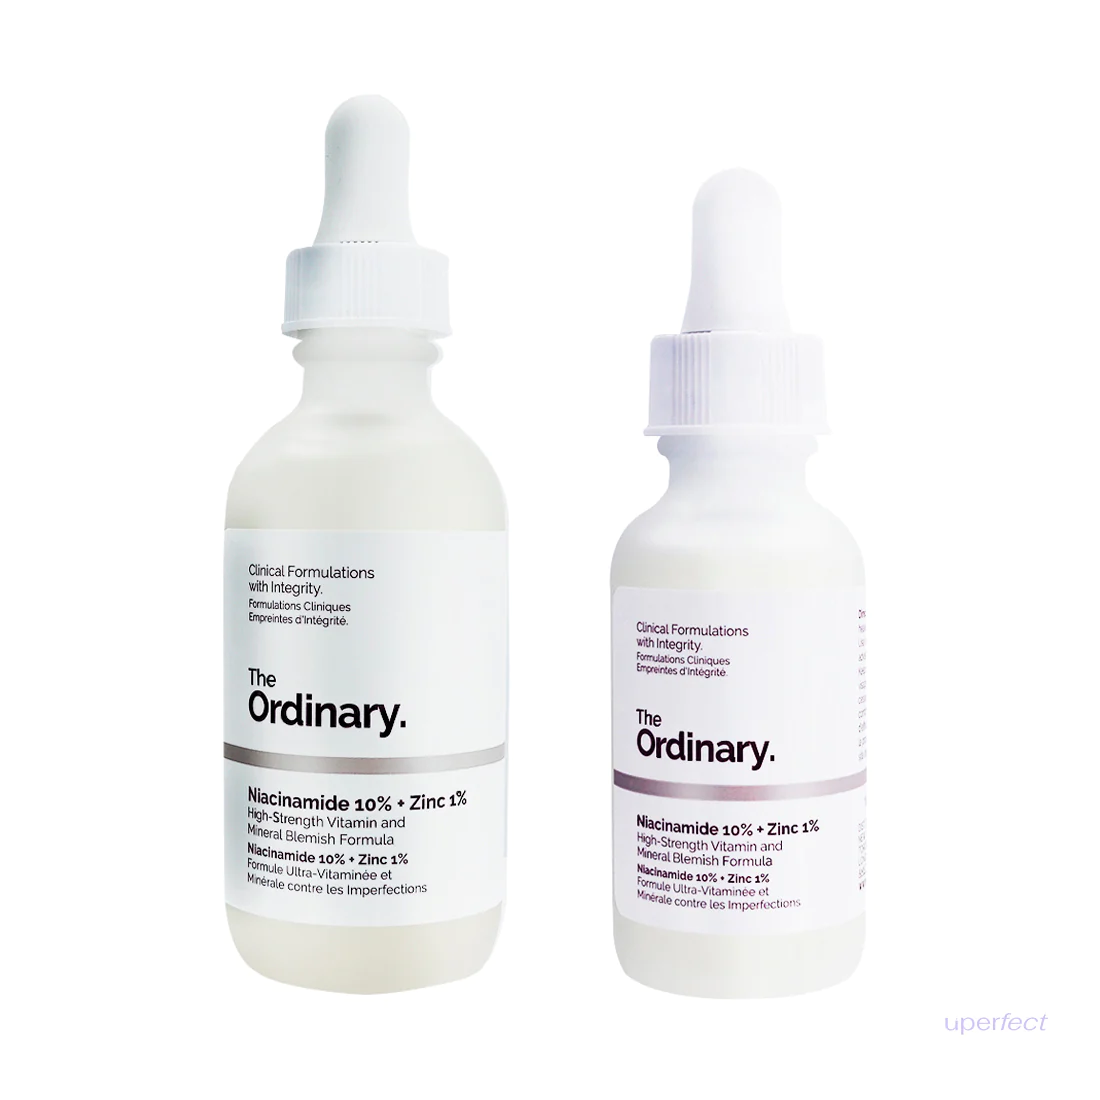 Clinical Formulations
with Integrity.
Formulations Cliniques
Empreintes d'Intégrité.
The
Ordinary.
Niacinamide 10% + Zinc 1%
High-Strength Vitamin and
Mineral Blemish Formula
Niacinamide 10% + Zinc 1%
Formule Ultra-Vitaminée et
Minérale contre les Imperfections
Clinical Formulations
with Integrity.
Formulations Cliniques
Empreintes d'Intégrité.
The
Ordinary.
Niacinamide 10% + Zinc 1%
High-Strength Vitamin and
Mineral Blemish Formula
Niacinamide 10% + Zinc 1%
Formule Ultra-Vitaminée et
Minérale contre les Imperfections
uperfect